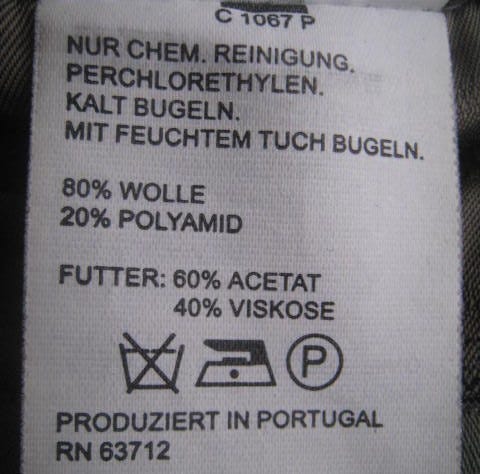 C 1067 P
NUR CHEM. REINIGUNG.
PERCHLORETHYLEN.
KALT BUGELN.
MIT FEUCHTEM TUCH BUGELN.
80% WOLLE
20% POLYAMID
FUTTER: 60% ACETAT
40% VISKOSE
P
PRODUZIERT IN PORTUGAL
RN 63712